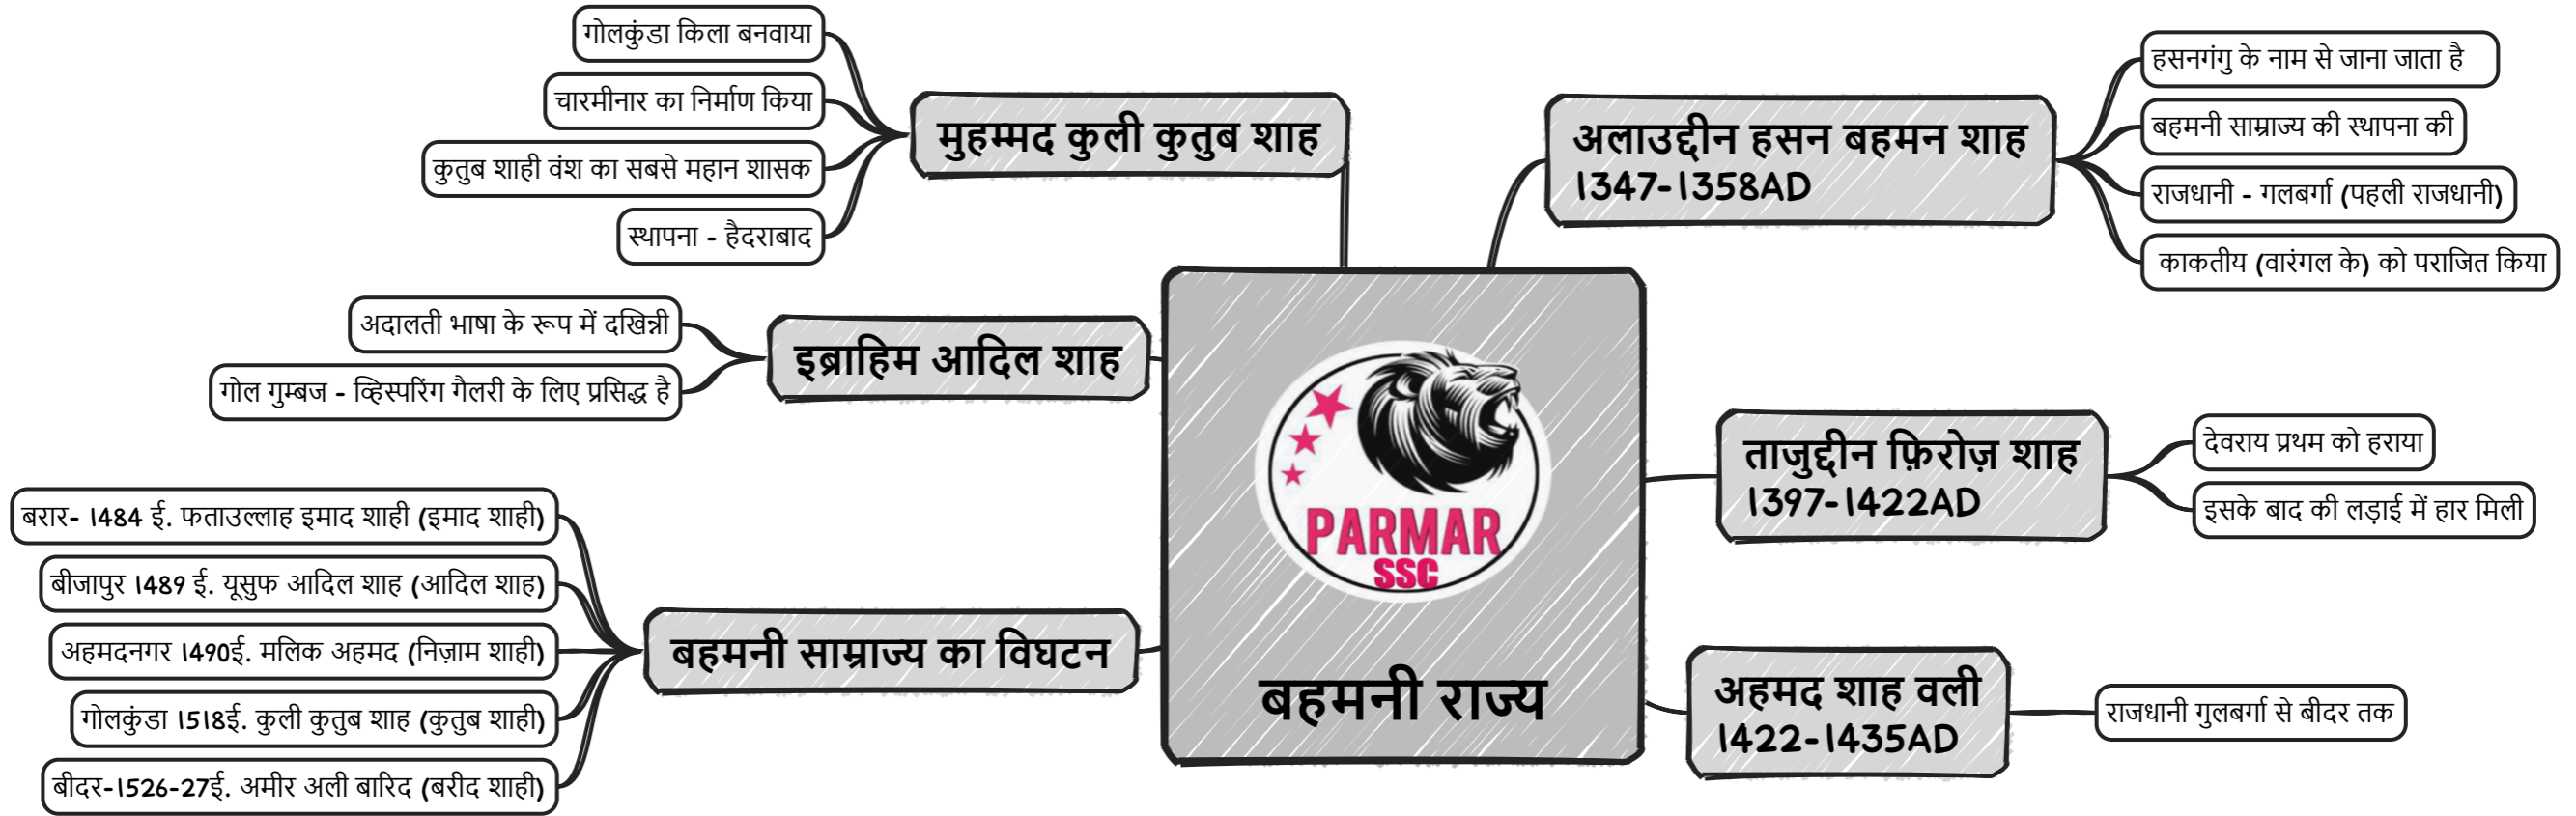 गोलकुंडा किला बनवाया
चारमीनार का निर्माण किया
कुतुब शाही वंश का सबसे महान शासक
स्थापना - हैदराबाद
मुहम्मद कुली कुतुब शाह
अदालती भाषा के रूप में दखिन्नी
गोल गुम्बज - व्हिस्परिंग गैलरी के लिए प्रसिद्ध है
इब्राहिम आदिल शाह
बरार- 1484 ई. फताउल्लाह इमाद शाही (इमाद शाही)
बीजापुर 1489 ई. यूसुफ आदिल शाह (आदिल शाह)
अहमदनगर 1490ई. मलिक अहमद (निज़ाम शाही)
गोलकुंडा 1518ई. कुली कुतुब शाह (कुतुब शाही)
बीदर-1526-27ई. अमीर अली बारिद (बरीद शाही)
बहमनी साम्राज्य का विघटन
PARMAR
SSC
बहमनी राज्य
अलाउद्दीन हसन बहमन शाह
1347-1358AD
हसनगंगु के नाम से जाना जाता है
बहमनी साम्राज्य की स्थापना की
राजधानी - गलबर्गा (पहली राजधानी)
काकतीय (वारंगल के) को पराजित किया
ताजुद्दीन फ़िरोज़ शाह
1397-1422AD
देवराय प्रथम को हराया
इसके बाद की लड़ाई में हार मिली
अहमद शाह वली
1422-1435AD
राजधानी गुलबर्गा से बीदर तक